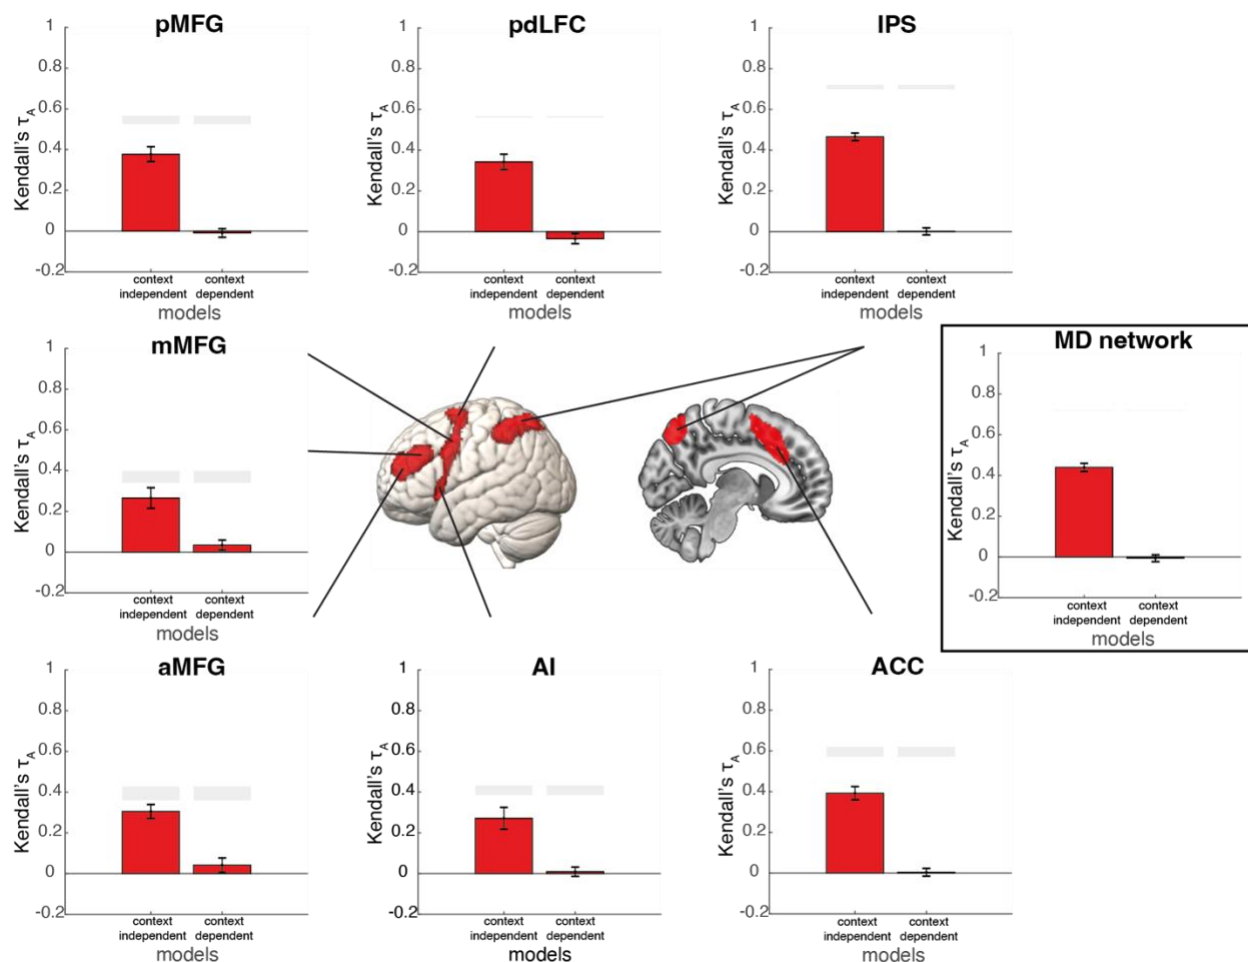 pMFG
1
0.8
0.6
0.4
0.2
0
-0.2
Kendall's τA
context independent
context dependent
models
pdLFC
1
0.8
0.6
0.4
0.2
0
-0.2
Kendall's τA
context independent
context dependent
models
IPS
1
0.8
0.6
0.4
0.2
0
-0.2
Kendall's τA
context independent
context dependent
models
mMFG
1
0.8
0.6
0.4
0.2
0
-0.2
Kendall's τA
context independent
context dependent
models
MD network
1
0.8
0.6
0.4
0.2
0
-0.2
Kendall's τA
context independent
context dependent
models
aMFG
1
0.8
0.6
0.4
0.2
0
-0.2
Kendall's τA
context independent
context dependent
models
AI
1
0.8
0.6
0.4
0.2
0
-0.2
Kendall's τA
context independent
context dependent
models
ACC
1
0.8
0.6
0.4
0.2
0
-0.2
Kendall's τA
context independent
context dependent
models